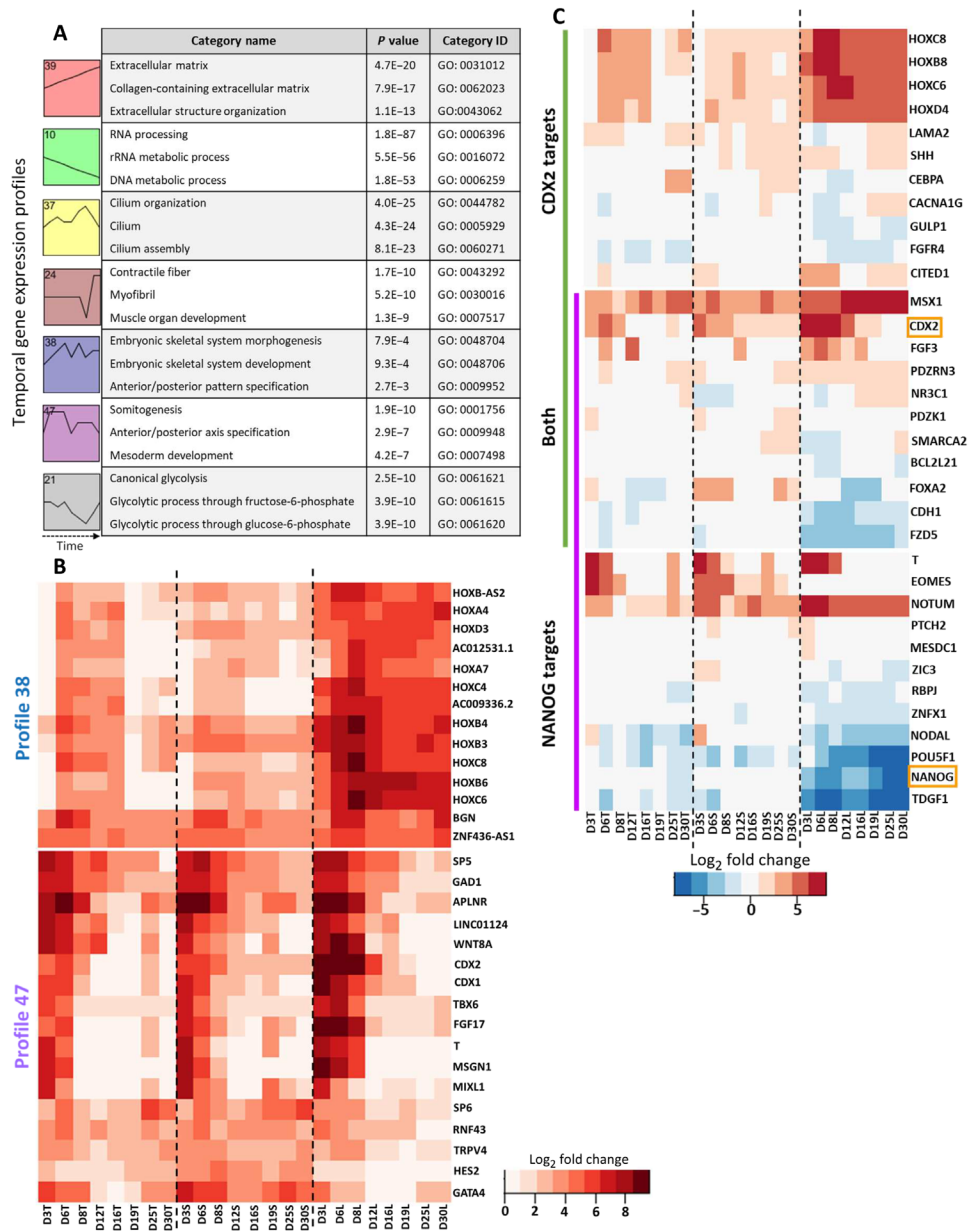 A
Temporal gene expression profiles
Category name P value Category ID
39
Extracellular matrix 4.7E−20 GO: 0031012
Collagen-containing extracellular matrix 7.9E−17 GO: 0062023
Extracellular structure organization 1.1E−13 GO:0043062
10
RNA processing 1.8E−87 GO: 0006396
rRNA metabolic process 5.5E−56 GO: 0016072
DNA metabolic process 1.8E−53 GO: 0006259
37
Cilium organization 4.0E−25 GO: 0044782
Cilium 4.3E−24 GO: 0005929
Cilium assembly 8.1E−23 GO: 0060271
24
Contractile fiber 1.7E−10 GO: 0043292
Myofibril 5.2E−10 GO: 0030016
Muscle organ development 1.3E−9 GO: 0007517
38
Embryonic skeletal system morphogenesis 7.9E−4 GO: 0048704
Embryonic skeletal system development 9.3E−4 GO: 0048706
Anterior/posterior pattern specification 2.7E−3 GO: 0009952
47
Somitogenesis 1.9E−10 GO: 0001756
Anterior/posterior axis specification 2.9E−7 GO: 0009948
Mesoderm development 4.2E−7 GO: 0007498
21
Canonical glycolysis 2.5E−10 GO: 0061621
Glycolytic process through fructose-6-phosphate 3.9E−10 GO: 0061615
Glycolytic process through glucose-6-phosphate 3.9E−10 GO: 0061620
Time
B
Profile 38
HOXB-AS2
HOXA4
HOXD3
AC012531.1
HOXA7
HOXC4
AC009336.2
HOXB4
HOXB3
HOXC8
HOXB6
HOXC6
BGN
ZNF436-AS1
Profile 47
SP5
GAD1
APLNR
LINC01124
WNT8A
CDX2
CDX1
TBX6
FGF17
T
MSGN1
MIXL1
SP6
RNF43
TRPV4
HES2
GATA4
D3T D6T D8T D12T D16T D19T D25T D30T D3S D6S D8S D12S D16S D19S D25S D30S D3L D6L D8L D12L D16L D19L D25L D30L
Log2 fold change
0 2 4 6 8
C
CDX2 targets
HOXC8
HOXB8
HOXC6
HOXD4
LAMA2
SHH
CEBPA
CACNA1G
GULP1
FGFR4
CITED1
Both
MSX1
CDX2
FGF3
PDZRN3
NR3C1
PDZK1
SMARCA2
BCL2L21
FOXA2
CDH1
FZD5
NANOG targets
T
EOMES
NOTUM
PTCH2
MESDC1
ZIC3
RBPJ
ZNFX1
NODAL
POU5F1
NANOG
TDGF1
D3T D6T D8T D12T D16T D19T D25T D30T D3S D6S D8S D12S D16S D19S D25S D30S D3L D6L D8L D12L D16L D19L D25L D30L
Log2 fold change
−5 0 5